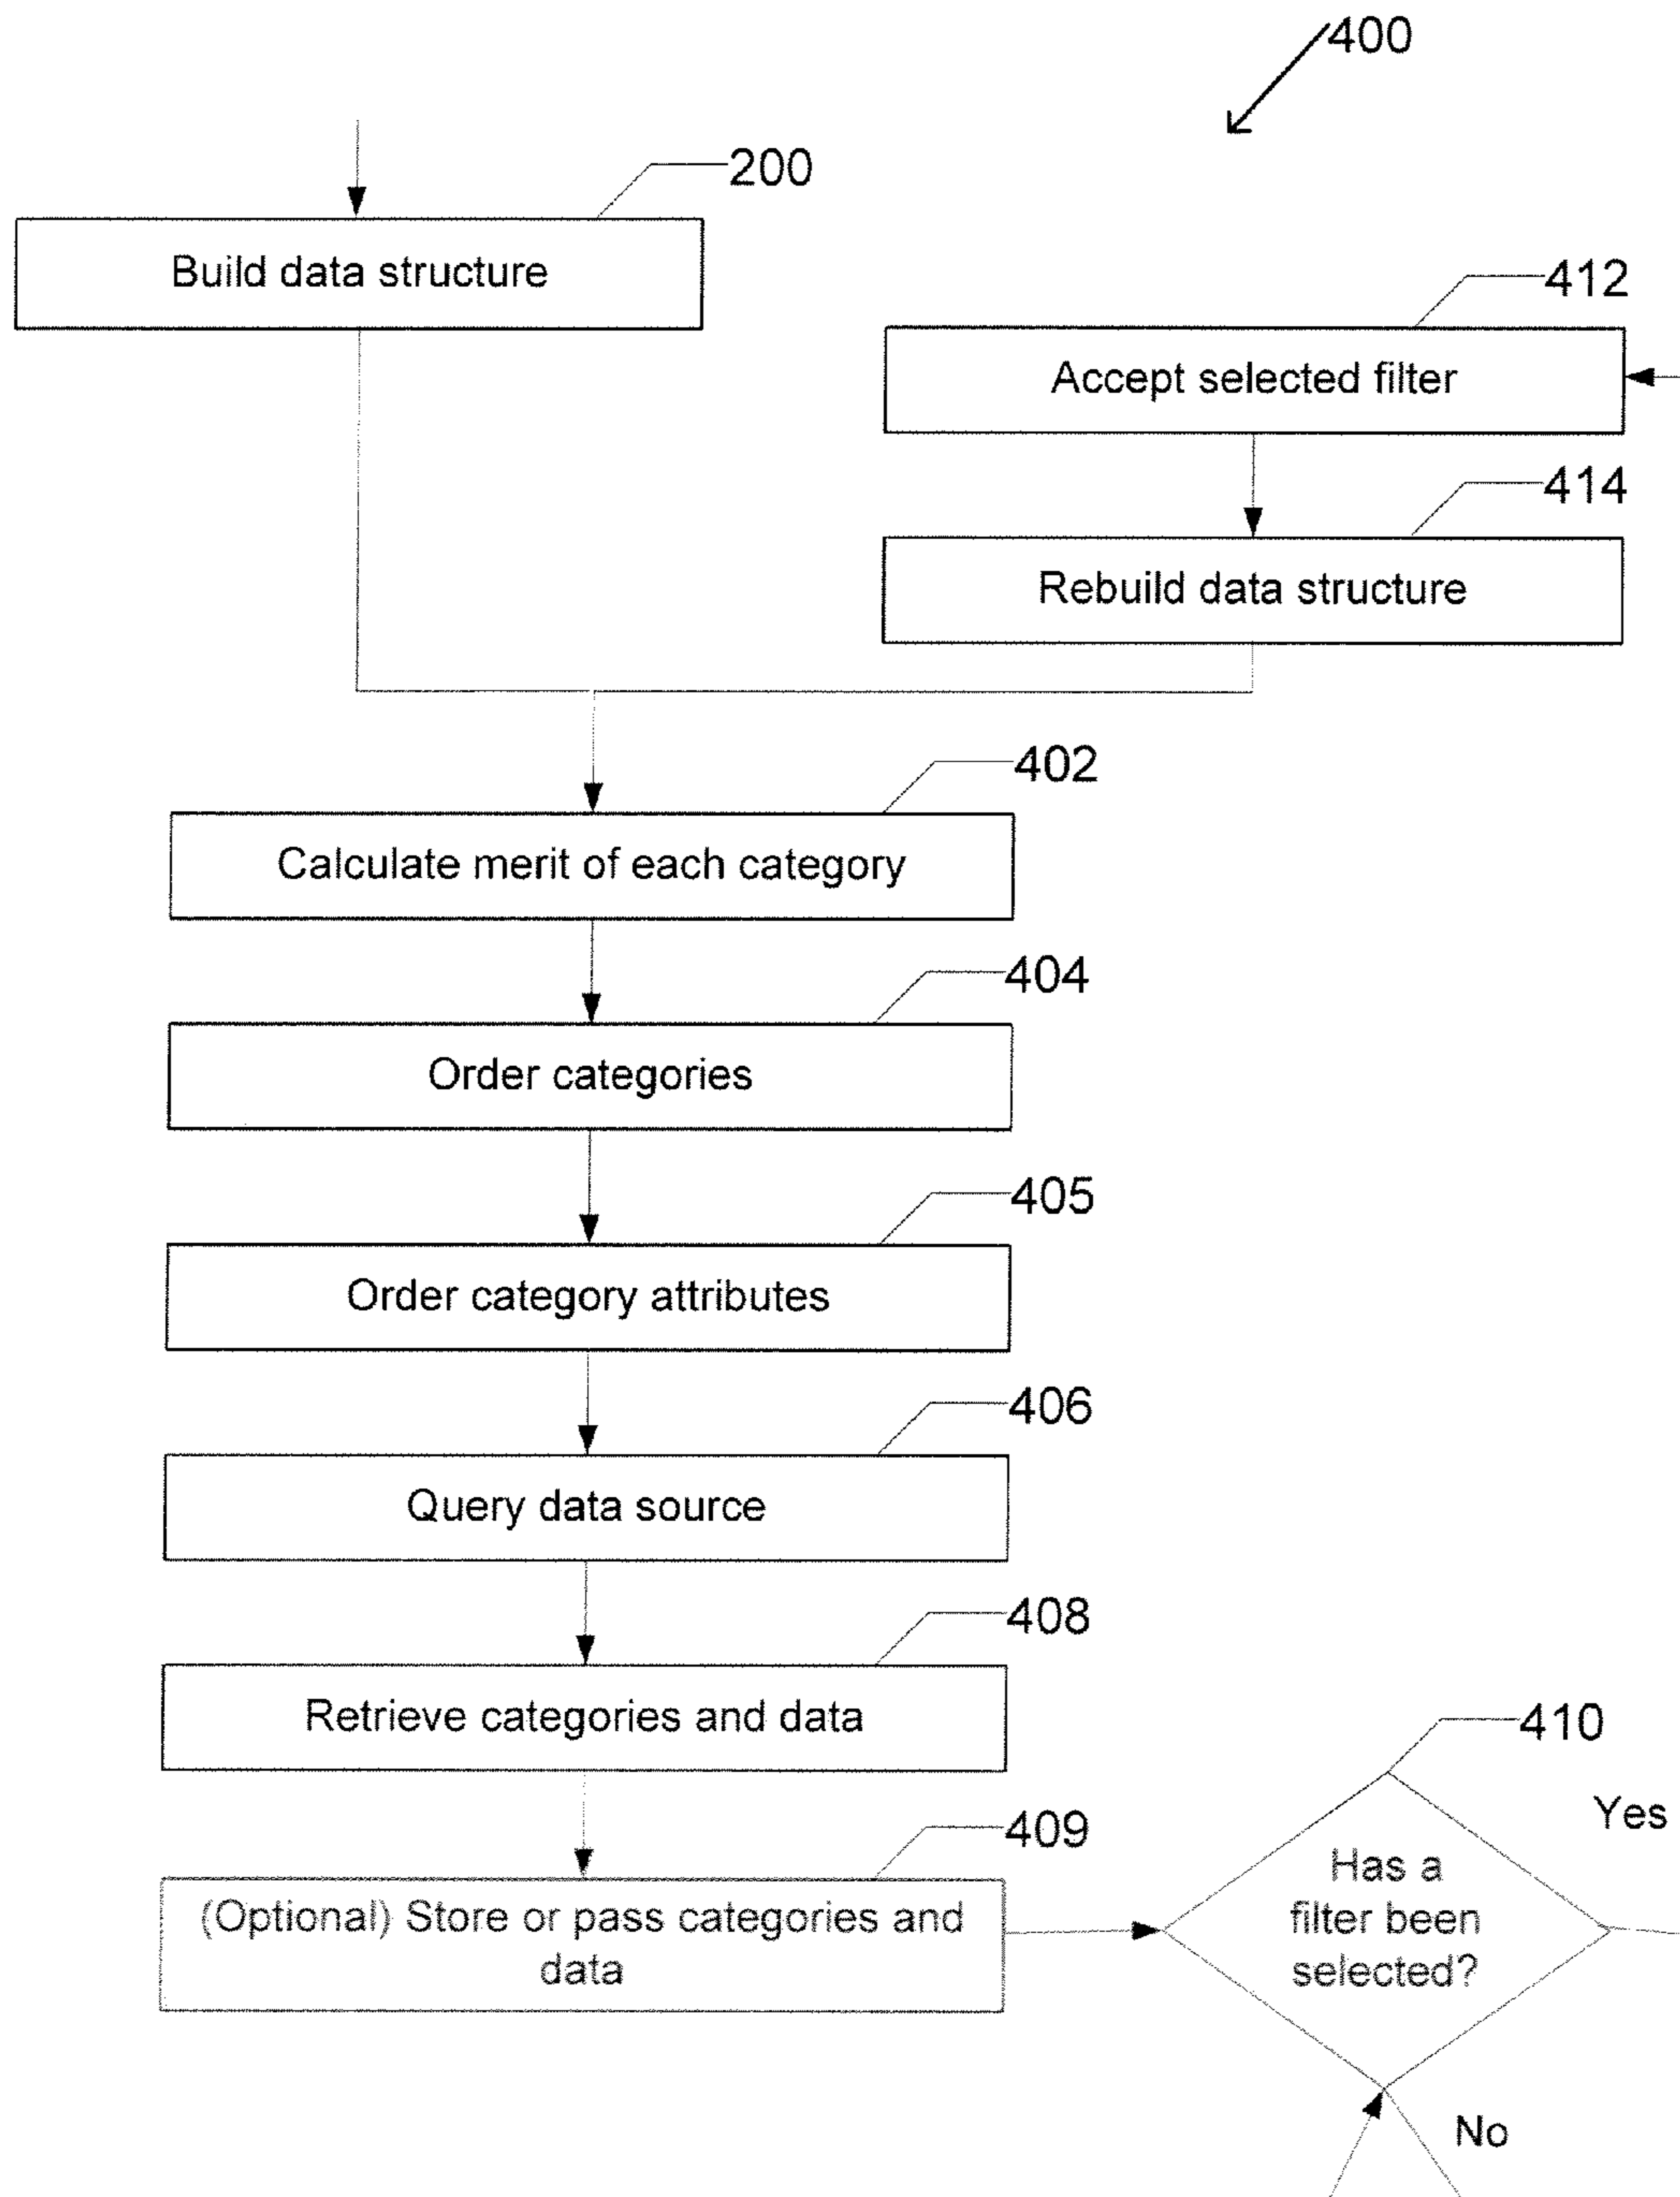 400
200
Build data structure
412
Accept selected filter
414
Rebuild data structure
402
Calculate merit of each category
404
Order categories
405
Order category attributes
406
Query data source
408
Retrieve categories and data
410
Yes
409
(Optional) Store or pass categories and
data
Has a
filter been
selected?
No